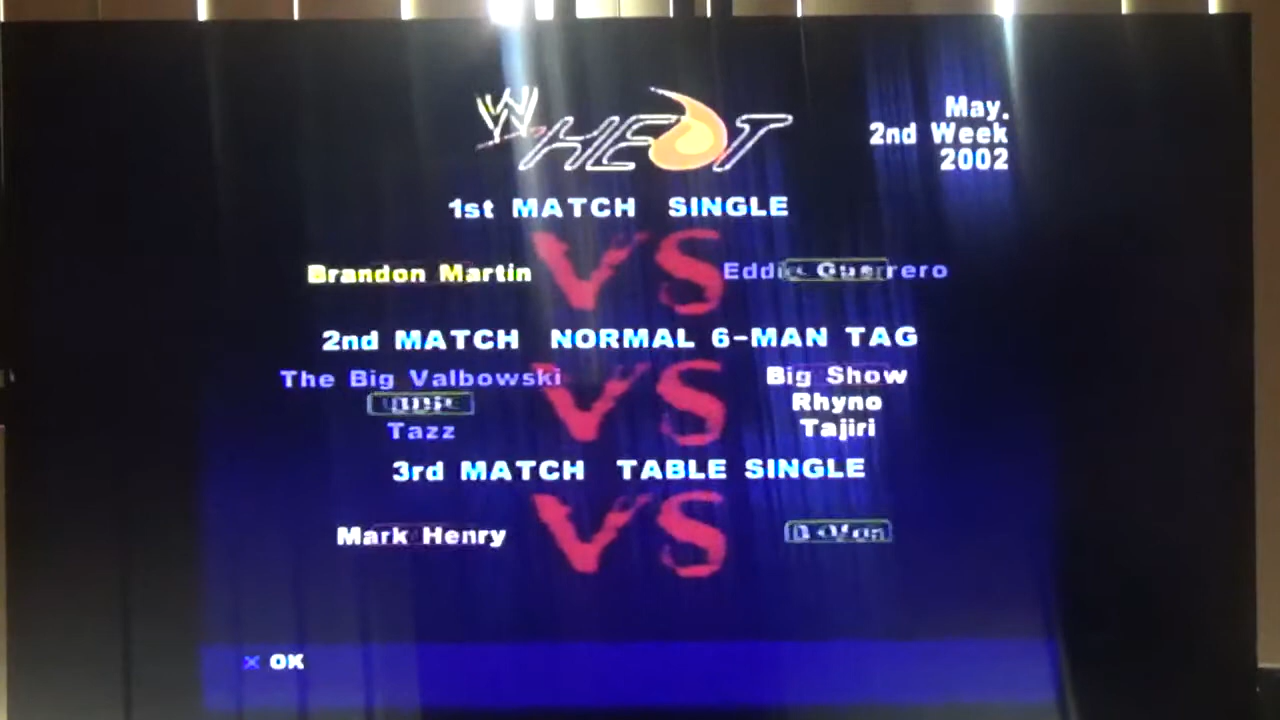 W HEAT
May.
2nd Week
2002
1st MATCH SINGLE
Brandon Martin VS Eddie Guerrero
2nd MATCH NORMAL 6-MAN TAG
The Big Valbowski VS Big Show
Rhyno
Tazz Tajiri
3rd MATCH TABLE SINGLE
Mark Henry VS
× OK